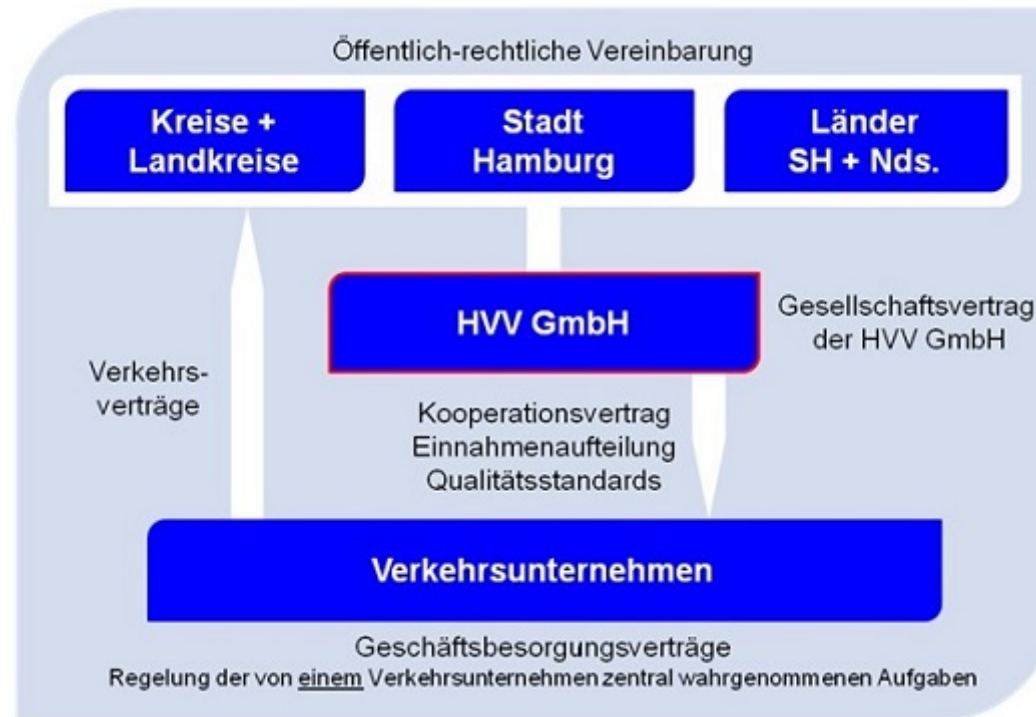 Öffentlich-rechtliche Vereinbarung
Kreise +
Landkreise
Stadt
Hamburg
Länder
SH + Nds.
HVV GmbH
Gesellschaftsvertrag
der HVV GmbH
Verkehrs-
verträge
Kooperationsvertrag
Einnahmenaufteilung
Qualitätsstandards
Verkehrsunternehmen
Geschäftsbesorgungsverträge
Regelung der von einem Verkehrsunternehmen zentral wahrgenommenen Aufgaben